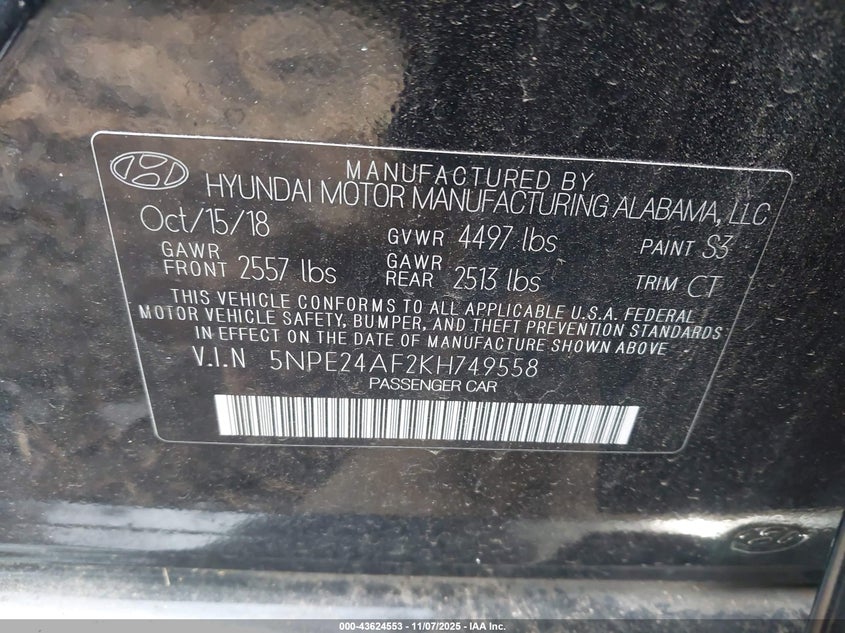 MANUFACTURED BY
HYUNDAI MOTOR MANUFACTURING ALABAMA, LLC
Oct/15/18 GVWR 4497 lbs PAINT S3
GAWR FRONT 2557 lbs GAWR REAR 2513 lbs TRIM CT
THIS VEHICLE CONFORMS TO ALL APPLICABLE U.S.A. FEDERAL
MOTOR VEHICLE SAFETY, BUMPER, AND THEFT PREVENTION STANDARDS
IN EFFECT ON THE DATE OF MANUFACTURE SHOWN ABOVE
V.I.N 5NPE24AF2KH749558
PASSENGER CAR
000-43624553 - 11/07/2025 - IAA Inc.